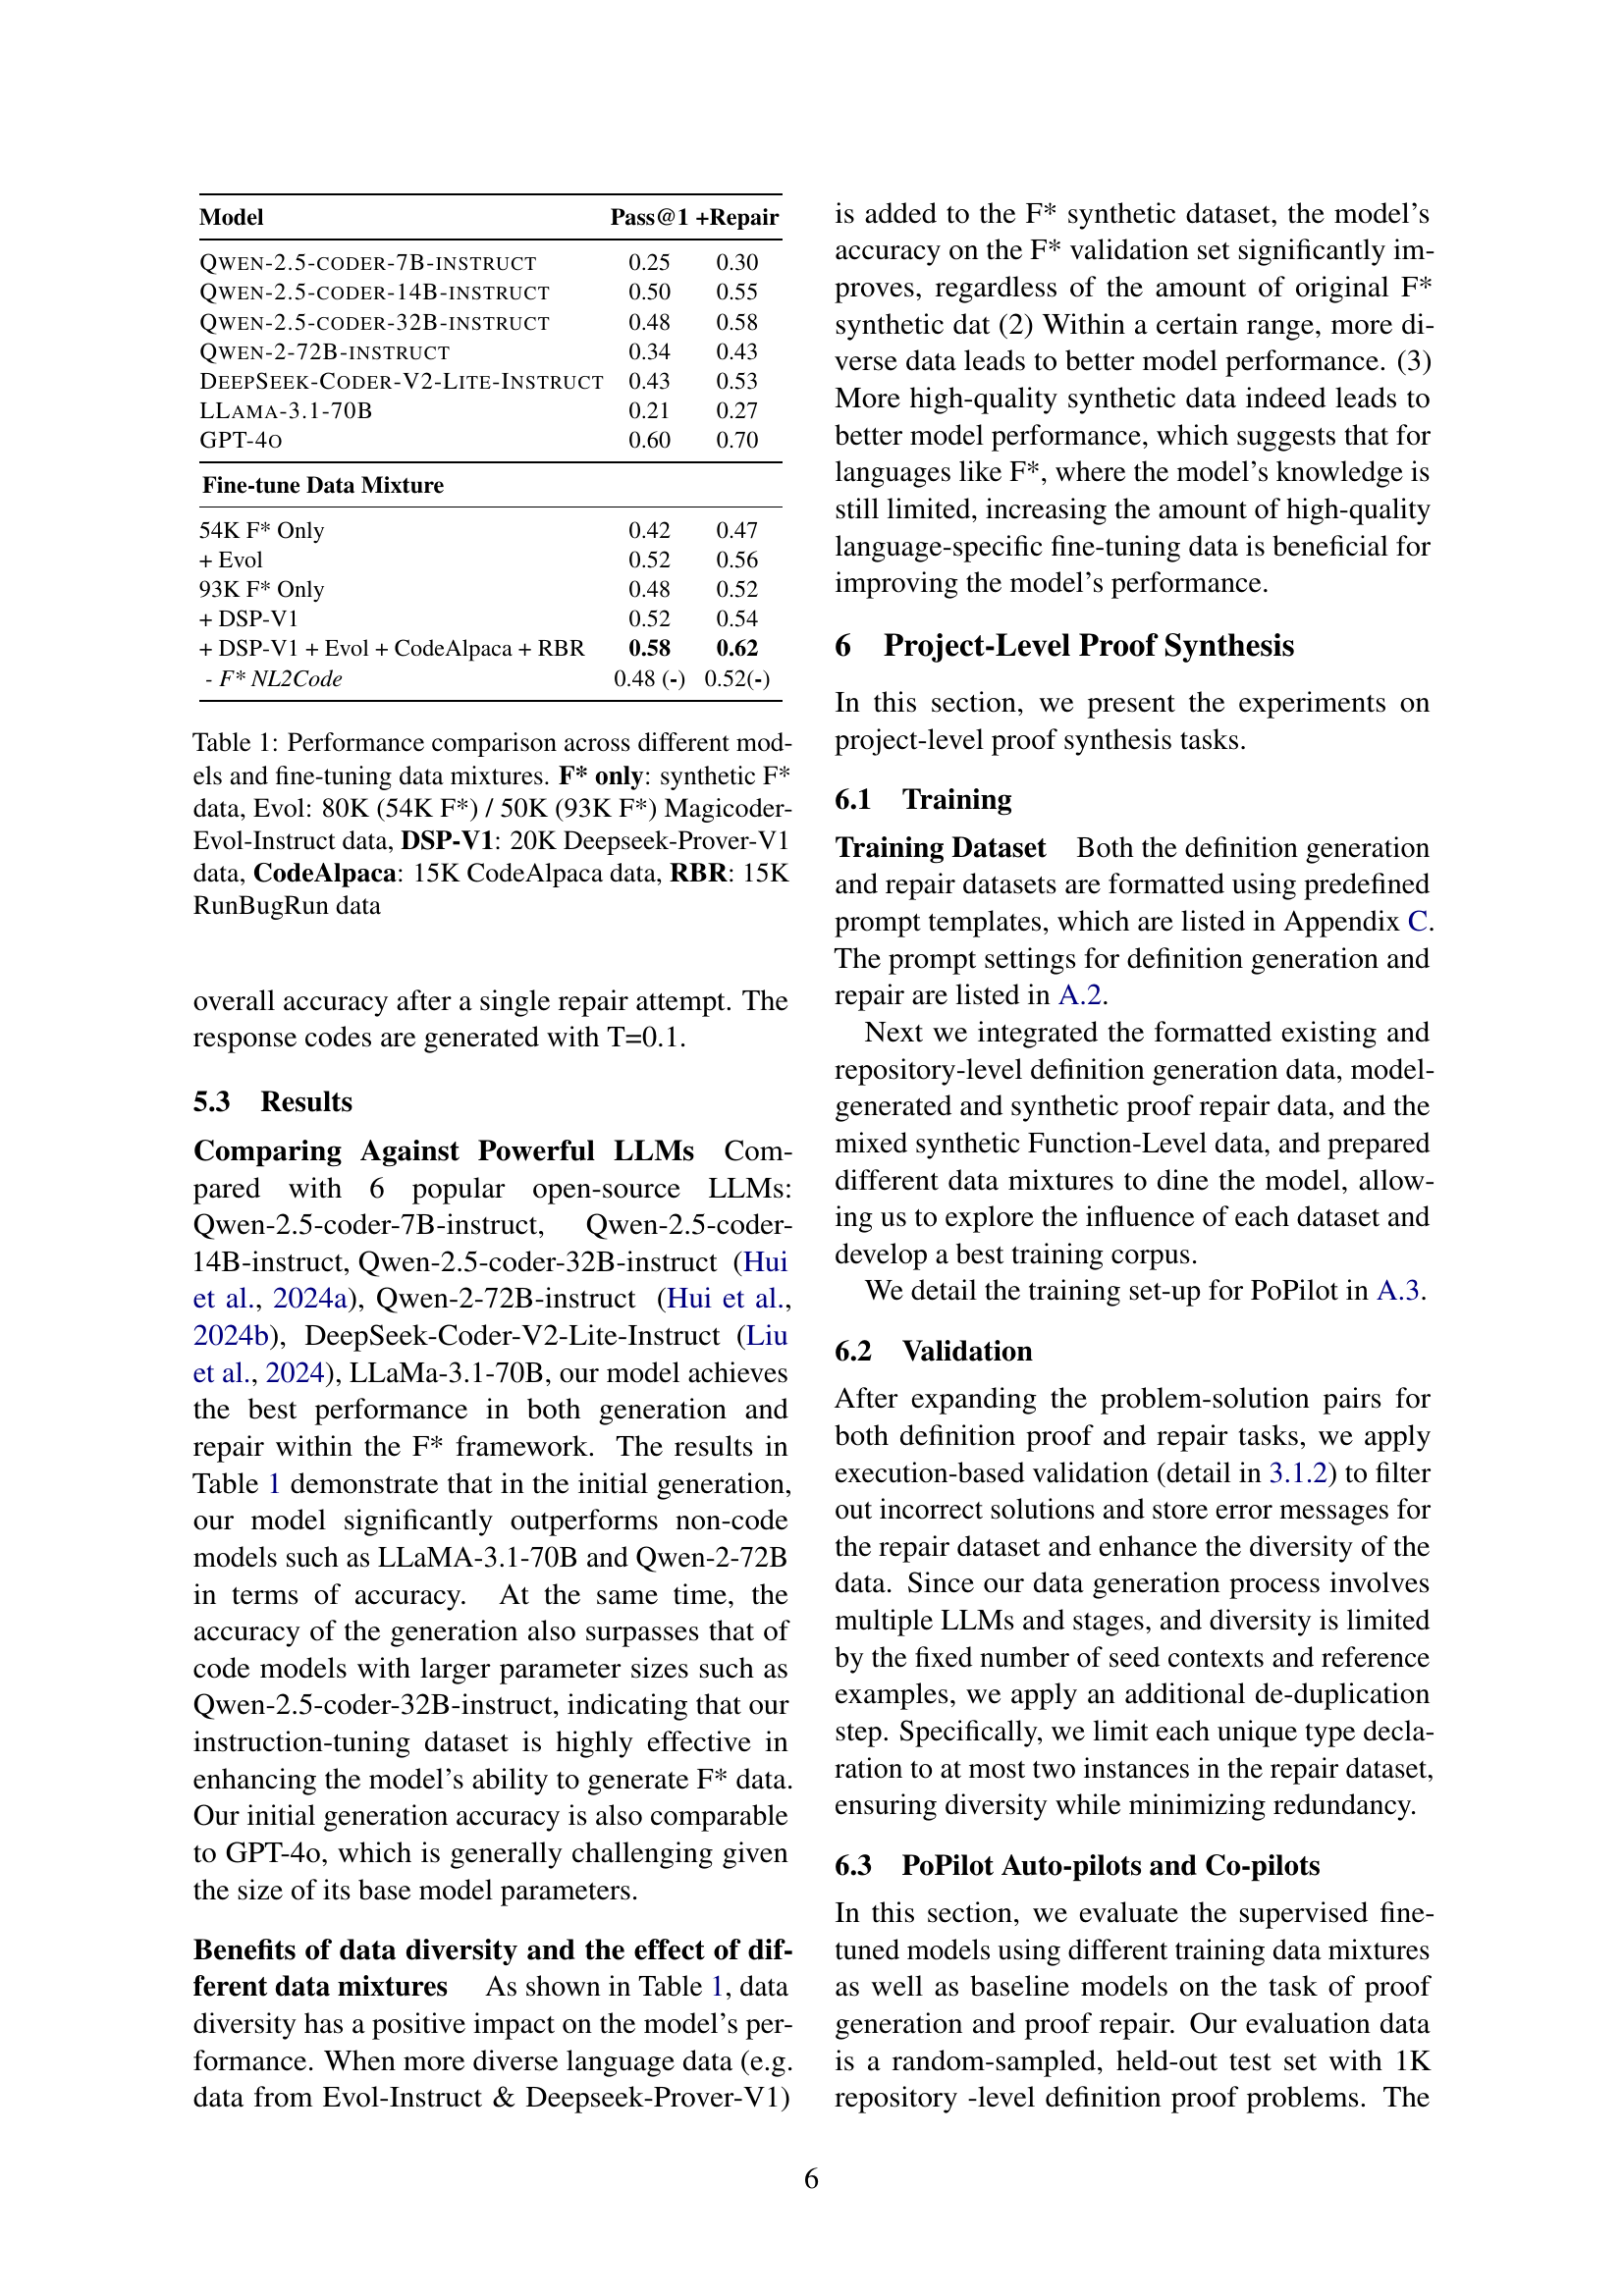 Model Pass@1 +Repair
QWEN-2.5-CODER-7B-INSTRUCT 0.25 0.30
QWEN-2.5-CODER-14B-INSTRUCT 0.50 0.55
QWEN-2.5-CODER-32B-INSTRUCT 0.48 0.58
QWEN-2-72B-INSTRUCT 0.34 0.43
DEEPSEEK-CODER-V2-LITE-INSTRUCT 0.43 0.53
LLAMA-3.1-70B 0.21 0.27
GPT-4O 0.60 0.70
Fine-tune Data Mixture
54K F* Only 0.42 0.47
+ Evol 0.52 0.56
93K F* Only 0.48 0.52
+ DSP-V1 0.52 0.54
+ DSP-V1 + Evol + CodeAlpaca + RBR 0.58 0.62
- F* NL2Code 0.48 (-) 0.52(-)
Table 1: Performance comparison across different mod-
els and fine-tuning data mixtures. F* only: synthetic F*
data, Evol: 80K (54K F*) / 50K (93K F*) Magicoder-
Evol-Instruct data, DSP-V1: 20K Deepseek-Prover-V1
data, CodeAlpaca: 15K CodeAlpaca data, RBR: 15K
RunBugRun data
overall accuracy after a single repair attempt. The
response codes are generated with T=0.1.
5.3 Results
Comparing Against Powerful LLMs Com-
pared with 6 popular open-source LLMs:
Qwen-2.5-coder-7B-instruct, Qwen-2.5-coder-
14B-instruct, Qwen-2.5-coder-32B-instruct (Hui
et al., 2024a), Qwen-2-72B-instruct (Hui et al.,
2024b), DeepSeek-Coder-V2-Lite-Instruct (Liu
et al., 2024), LLaMa-3.1-70B, our model achieves
the best performance in both generation and
repair within the F* framework. The results in
Table 1 demonstrate that in the initial generation,
our model significantly outperforms non-code
models such as LLaMA-3.1-70B and Qwen-2-72B
in terms of accuracy. At the same time, the
accuracy of the generation also surpasses that of
code models with larger parameter sizes such as
Qwen-2.5-coder-32B-instruct, indicating that our
instruction-tuning dataset is highly effective in
enhancing the model's ability to generate F* data.
Our initial generation accuracy is also comparable
to GPT-4o, which is generally challenging given
the size of its base model parameters.
Benefits of data diversity and the effect of dif-
ferent data mixtures As shown in Table 1, data
diversity has a positive impact on the model's per-
formance. When more diverse language data (e.g.
data from Evol-Instruct & Deepseek-Prover-V1)
is added to the F* synthetic dataset, the model's
accuracy on the F* validation set significantly im-
proves, regardless of the amount of original F*
synthetic dat (2) Within a certain range, more di-
verse data leads to better model performance. (3)
More high-quality synthetic data indeed leads to
better model performance, which suggests that for
languages like F*, where the model's knowledge is
still limited, increasing the amount of high-quality
language-specific fine-tuning data is beneficial for
improving the model's performance.
6 Project-Level Proof Synthesis
In this section, we present the experiments on
project-level proof synthesis tasks.
6.1 Training
Training Dataset Both the definition generation
and repair datasets are formatted using predefined
prompt templates, which are listed in Appendix C.
The prompt settings for definition generation and
repair are listed in A.2.
Next we integrated the formatted existing and
repository-level definition generation data, model-
generated and synthetic proof repair data, and the
mixed synthetic Function-Level data, and prepared
different data mixtures to dine the model, allow-
ing us to explore the influence of each dataset and
develop a best training corpus.
We detail the training set-up for PoPilot in A.3.
6.2 Validation
After expanding the problem-solution pairs for
both definition proof and repair tasks, we apply
execution-based validation (detail in 3.1.2) to filter
out incorrect solutions and store error messages for
the repair dataset and enhance the diversity of the
data. Since our data generation process involves
multiple LLMs and stages, and diversity is limited
by the fixed number of seed contexts and reference
examples, we apply an additional de-duplication
step. Specifically, we limit each unique type decla-
ration to at most two instances in the repair dataset,
ensuring diversity while minimizing redundancy.
6.3 PoPilot Auto-pilots and Co-pilots
In this section, we evaluate the supervised fine-
tuned models using different training data mixtures
as well as baseline models on the task of proof
generation and proof repair. Our evaluation data
is a random-sampled, held-out test set with 1K
repository -level definition proof problems. The
6